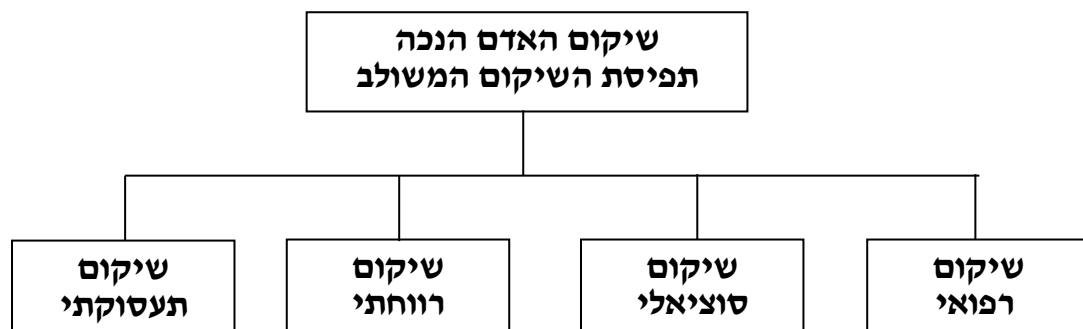 שיקום האדם הנכה
תפיסת השיקום המשולב
שיקום
רפואי
שיקום
סוציאלי
שיקום
רווחתי
שיקום
תעסוקתי